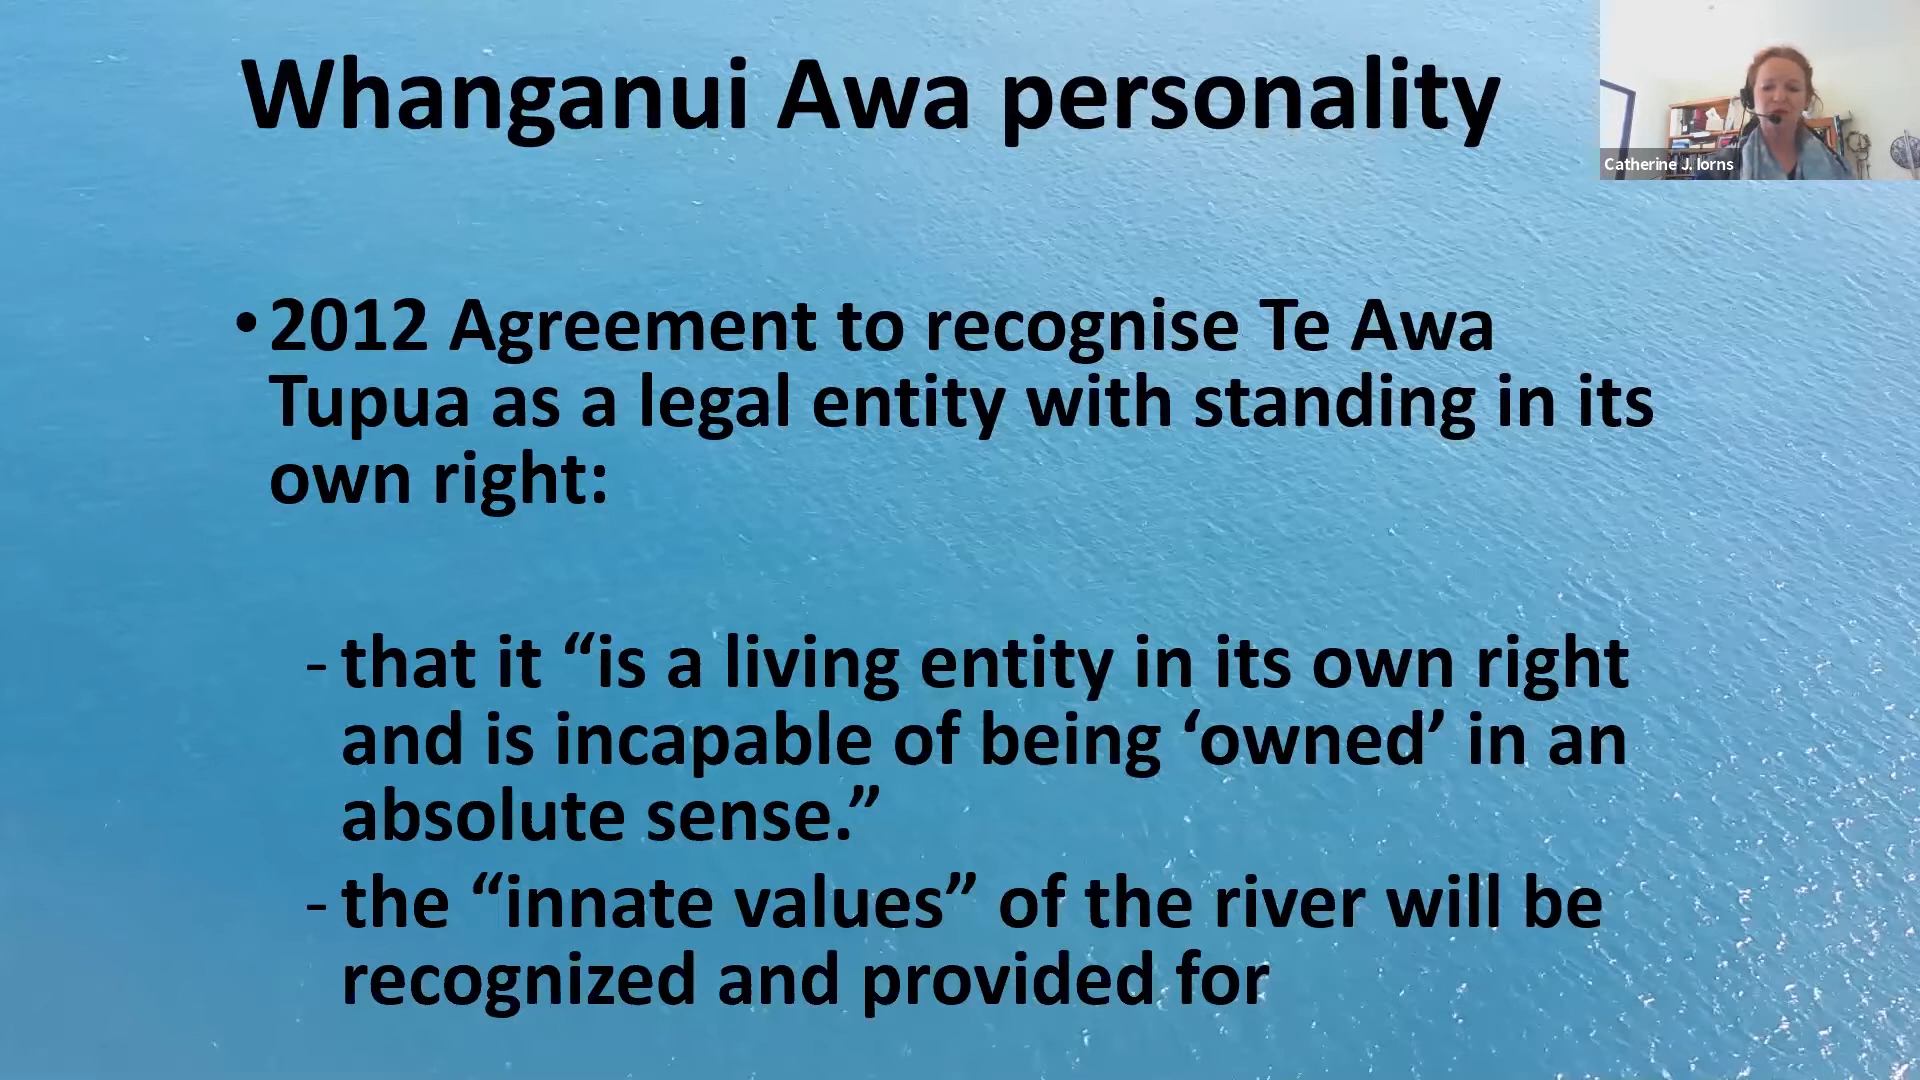 Whanganui Awa personality
Catherine J. Iorns
•2012 Agreement to recognise Te Awa
Tupua as a legal entity with standing in its
own right:
- that it “is a living entity in its own right
and is incapable of being ‘owned’ in an
absolute sense.”
- the “innate values” of the river will be
recognized and provided for